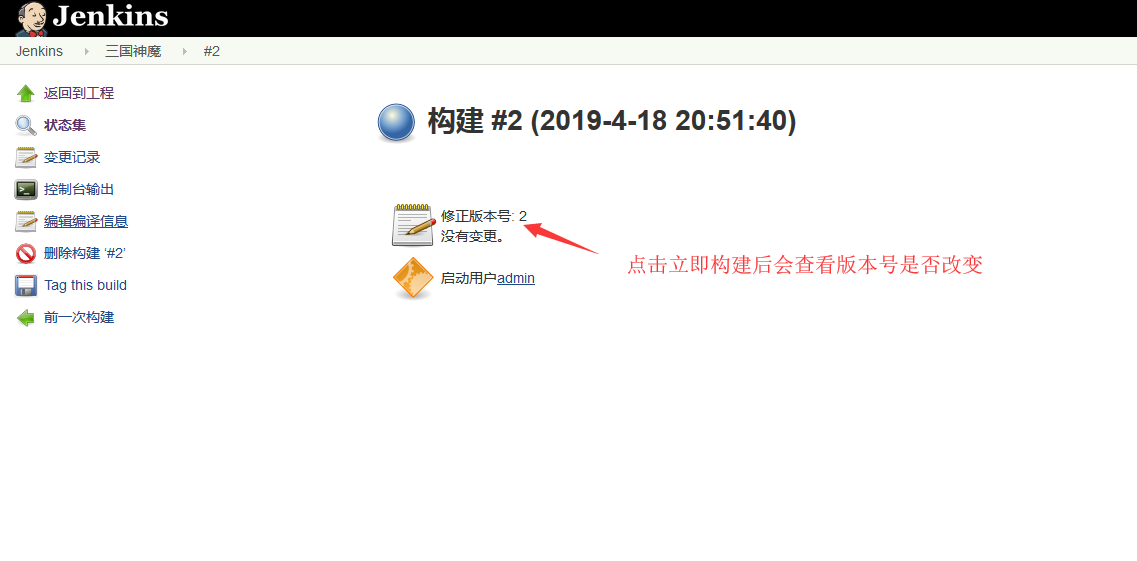 Jenkins
Jenkins 三国神魔 #2
返回到工程
状态集
变更记录
控制台输出
编辑编译信息
删除构建 ‘#2’
Tag this build
前一次构建
构建 #2 (2019-4-18 20:51:40)
修正版本号: 2
没有变更。
点击立即构建后会查看版本号是否改变
启动用户admin